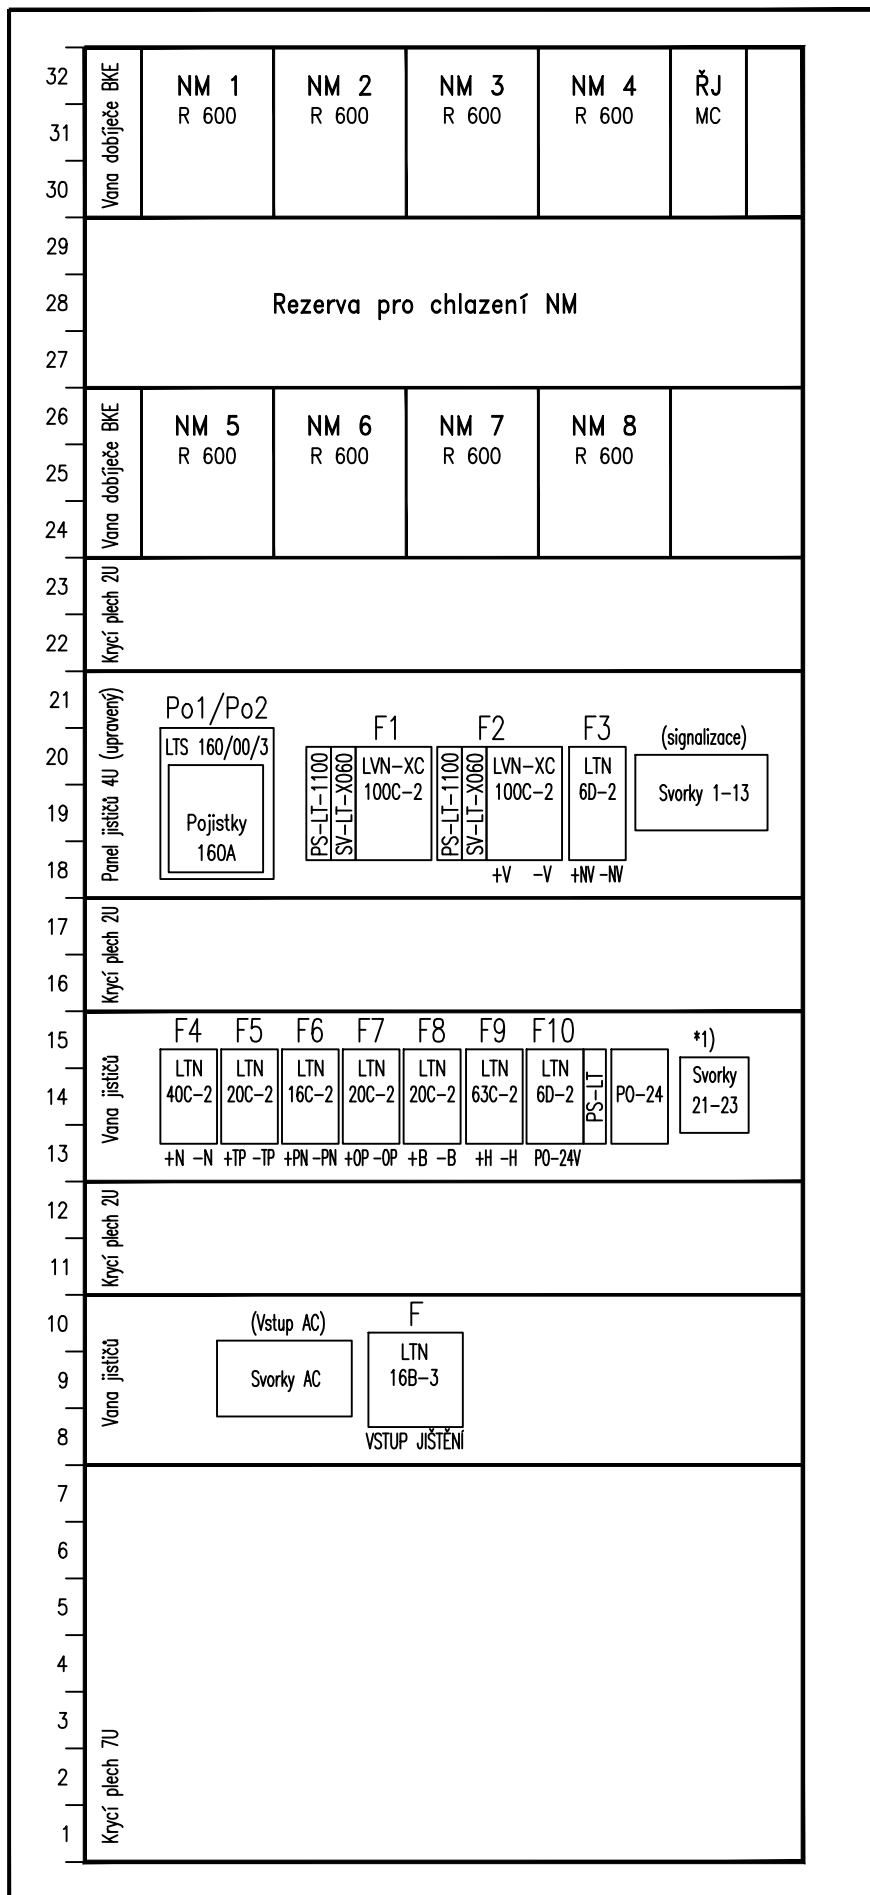 32
31
30
Vana dobíječe BKE
NM 1
R 600
NM 2
R 600
NM 3
R 600
NM 4
R 600
ŘJ
MC
29
28
27
Rezerva pro chlazení NM
26
25
24
Vana dobíječe BKE
NM 5
R 600
NM 6
R 600
NM 7
R 600
NM 8
R 600
23
22
Krycí plech 2U
21
20
19
18
Panel jističů 4U (upravený)
Po1/Po2
LTS 160/00/3
Pojistky
160A
F1
PS-LT-1100
SV-LT-X060
LVN-XC
100C-2
F2
PS-LT-1100
SV-LT-X060
LVN-XC
100C-2
+V -V
F3
LTN
6D-2
+NV -NV
(signalizace)
Svorky 1-13
17
16
Krycí plech 2U
15
14
13
Vana jističů
F4
LTN
40C-2
+N -N
F5
LTN
20C-2
+TP -TP
F6
LTN
16C-2
+PN -PN
F7
LTN
20C-2
+OP -OP
F8
LTN
20C-2
+B -B
F9
LTN
63C-2
+H -H
F10
LTN
6D-2
PO-24V
PS-LT
PO-24
*1)
Svorky
21-23
12
11
Krycí plech 2U
10
9
8
Vana jističů
(Vstup AC)
Svorky AC
F
LTN
16B-3
VSTUP JIŠTĚNÍ
7
6
5
4
3
2
1
Krycí plech 7U